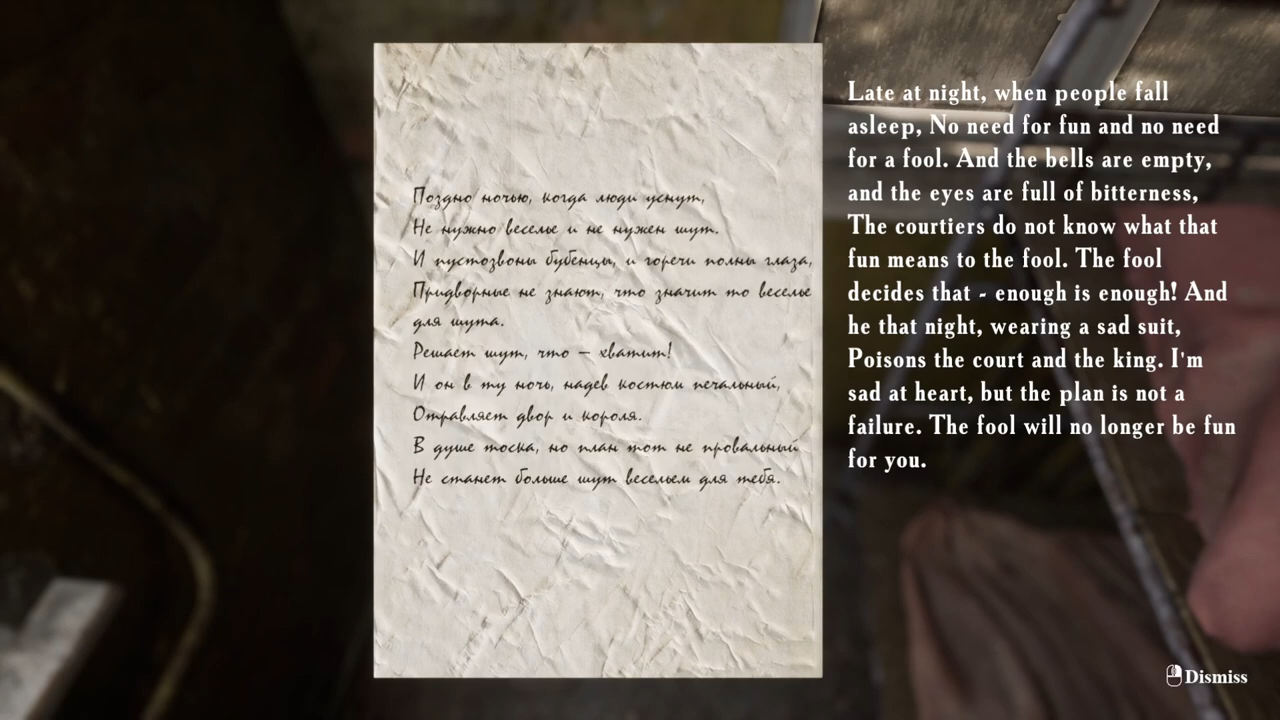 Поздно ночью, когда люди уснут,
Не нужно веселье и не нужен шут.
И пустозвоны бубенцы, и горечи полны глаза,
Придворные не знают, что значит то веселье
для шута.
Решает шут, что – хватит!
И он в ту ночь, надев костюм печальный,
Отравляет двор и короля.
В душе тоска, но план тот не провальный
Не станет больше шут весельем для тебя.
Late at night, when people fall
asleep, No need for fun and no need
for a fool. And the bells are empty,
and the eyes are full of bitterness,
The courtiers do not know what that
fun means to the fool. The fool
decides that - enough is enough! And
he that night, wearing a sad suit,
Poisons the court and the king. I'm
sad at heart, but the plan is not a
failure. The fool will no longer be fun
for you.
Dismiss